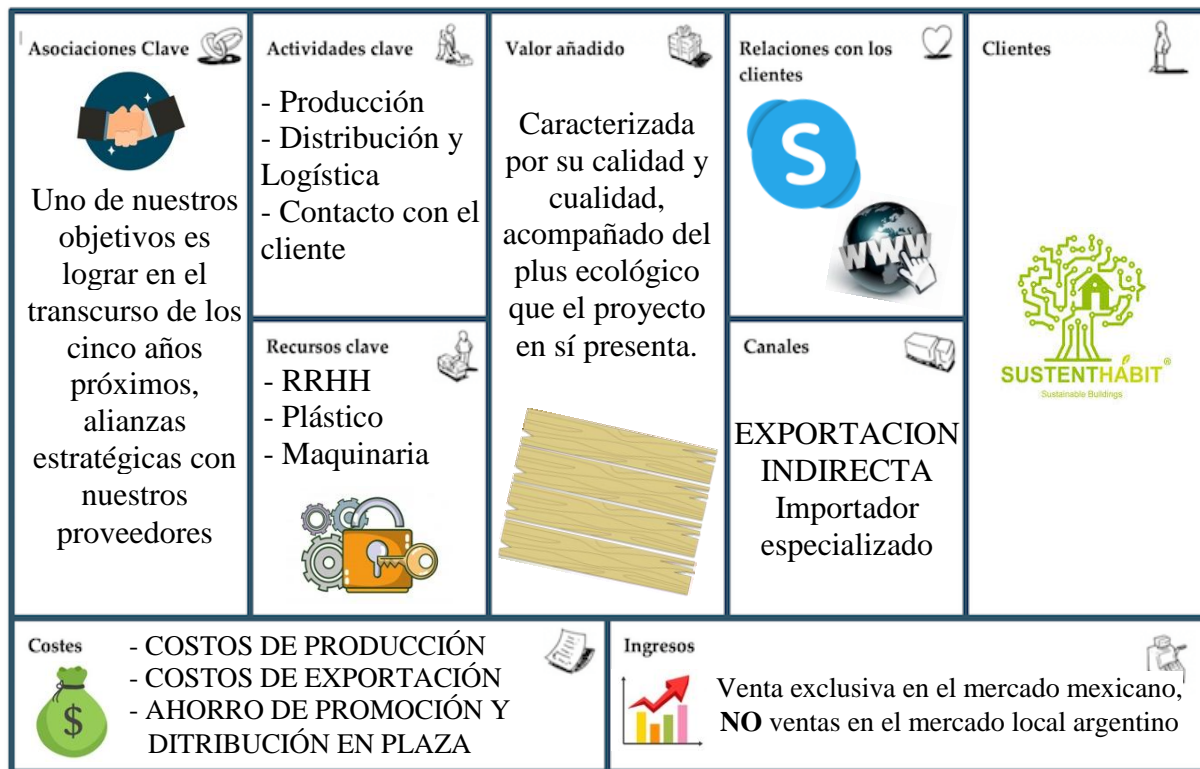 Asociaciones Clave
Uno de nuestros
objetivos es
lograr en el
transcurso de los
cinco años
próximos,
alianzas
estratégicas con
nuestros
proveedores
Actividades clave
- Producción
- Distribución y
Logística
- Contacto con el
cliente
Recursos clave
- RRHH
- Plástico
- Maquinaria
Valor añadido
Caracterizada
por su calidad y
cualidad,
acompañado del
plus ecológico
que el proyecto
en sí presenta.
Relaciones con los
clientes
S
WWW
Canales
EXPORTACION
INDIRECTA
Importador
especializado
Clientes
SUSTENTHÁBIT®
Sustainable Buildings
Costes
$
- COSTOS DE PRODUCCIÓN
- COSTOS DE EXPORTACIÓN
- AHORRO DE PROMOCIÓN Y
DITRIBUCIÓN EN PLAZA
Ingresos
Venta exclusiva en el mercado mexicano,
NO ventas en el mercado local argentino